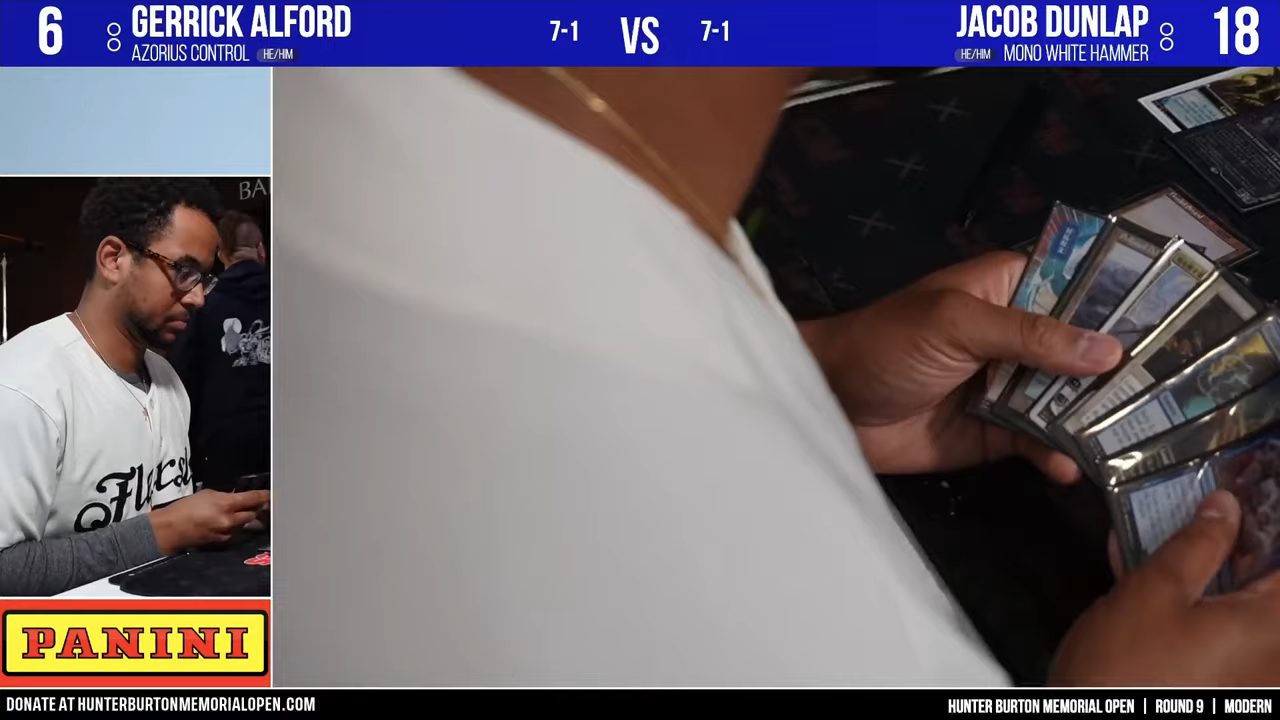 6
GERRICK ALFORD
AZORIUS CONTROL HE/HIM
7-1 VS 7-1
JACOB DUNLAP
HE/HIM MONO WHITE HAMMER
18
BA
PANINI
DONATE AT HUNTERBURTONMEMORIALOPEN.COM
HUNTER BURTON MEMORIAL OPEN | ROUND 9 | MODERN